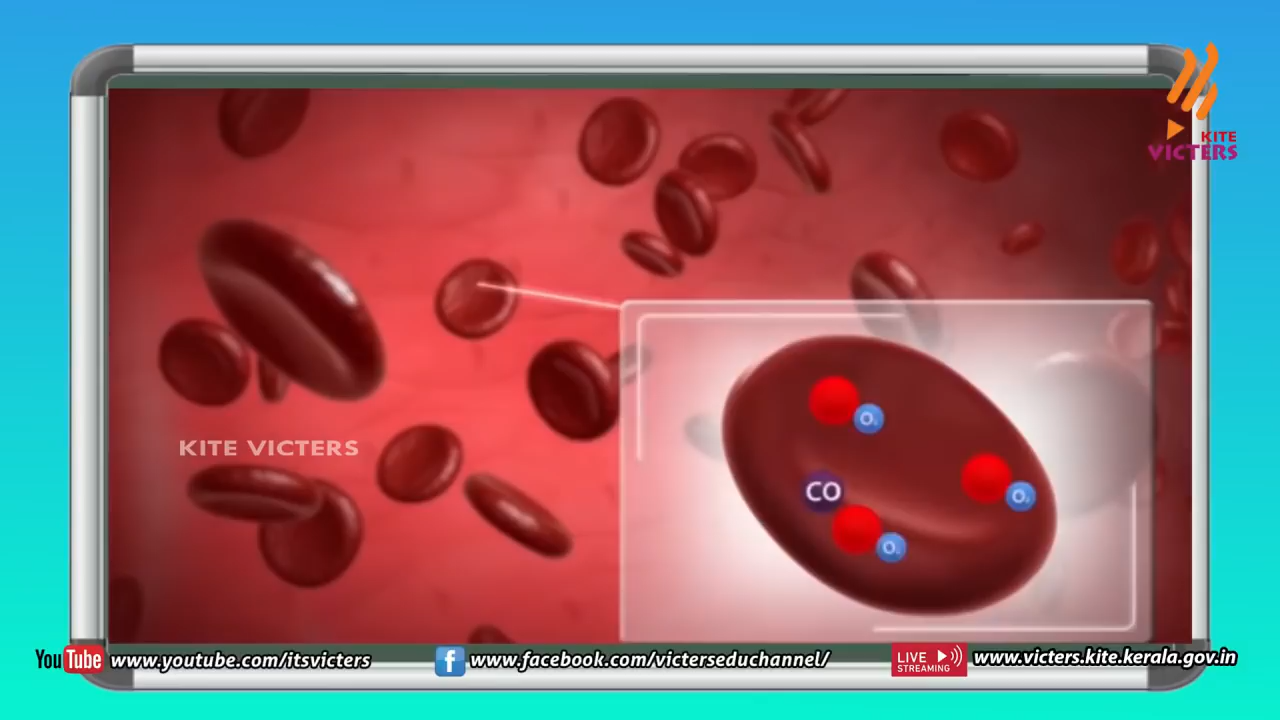 KITE
VICTERS
KITE VICTERS
O₂
CO
O₂
O₂
YouTube www.youtube.com/itsvicters
f www.facebook.com/victerseduchannel/
LIVE STREAMING www.victers.kite.kerala.gov.in